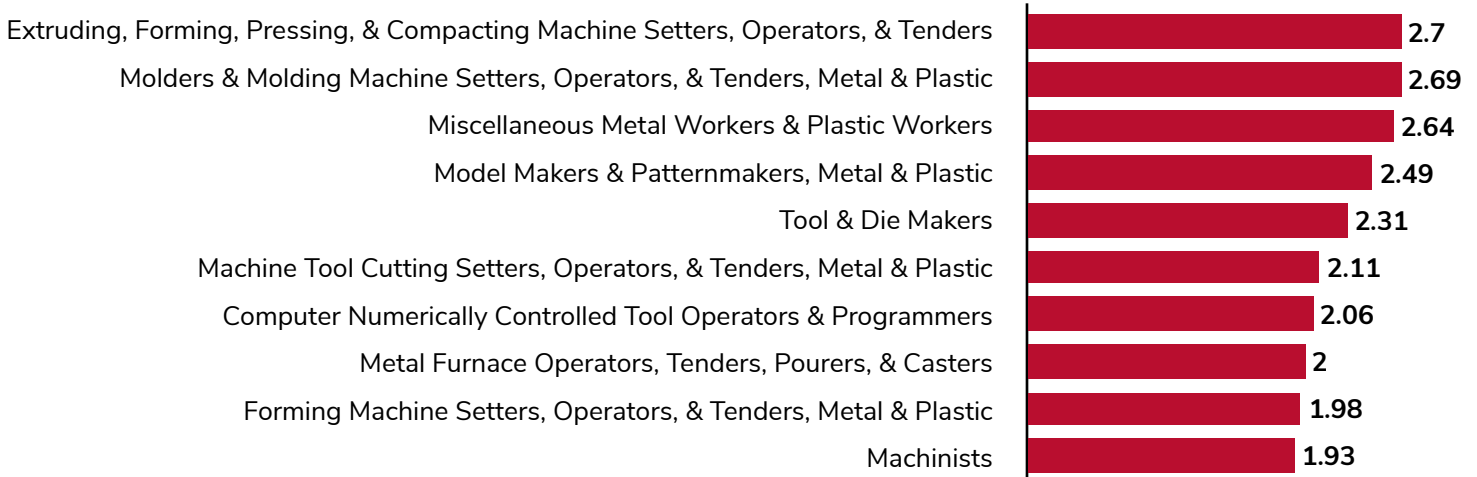 Extruding, Forming, Pressing, & Compacting Machine Setters, Operators, & Tenders 2.7
Molders & Molding Machine Setters, Operators, & Tenders, Metal & Plastic 2.69
Miscellaneous Metal Workers & Plastic Workers 2.64
Model Makers & Patternmakers, Metal & Plastic 2.49
Tool & Die Makers 2.31
Machine Tool Cutting Setters, Operators, & Tenders, Metal & Plastic 2.11
Computer Numerically Controlled Tool Operators & Programmers 2.06
Metal Furnace Operators, Tenders, Pourers, & Casters 2
Forming Machine Setters, Operators, & Tenders, Metal & Plastic 1.98
Machinists 1.93